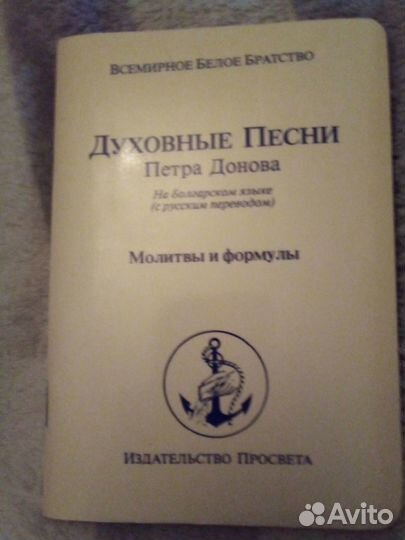 Всемирное Белое Братство
Духовные Песни
Петра Донова
На болгарском языке
(с русским переводом)
Молитвы и формулы
Издательство Просвета
Avito